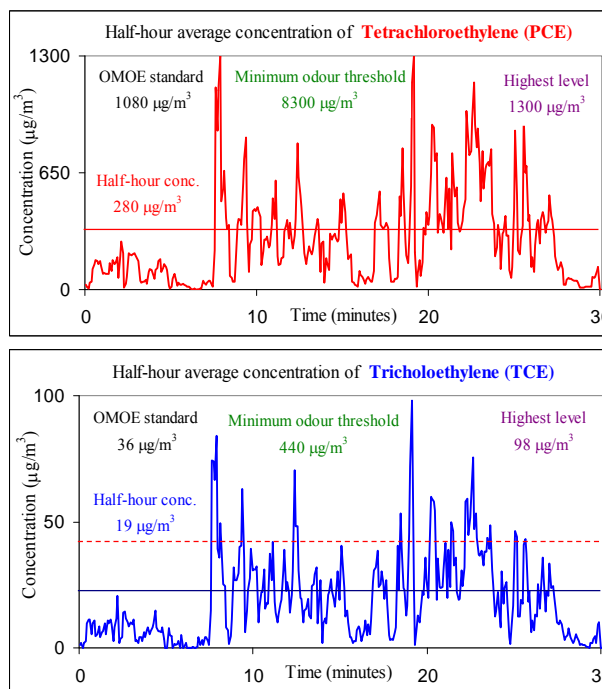 Half-hour average concentration of Tetrachloroethylene (PCE)
1300
OMOE standard
1080 µg/m³
Minimum odour threshold
8300 µg/m³
Highest level
1300 µg/m³
Concentration (µg/m³)
650
Half-hour conc.
280 µg/m³
0
0
10
20
30
Time (minutes)
Half-hour average concentration of Tricholoethylene (TCE)
100
OMOE standard
36 µg/m³
Minimum odour threshold
440 µg/m³
Highest level
98 µg/m³
Concentration (µg/m³)
50
Half-hour conc.
19 µg/m³
0
0
10
20
30
Time (minutes)